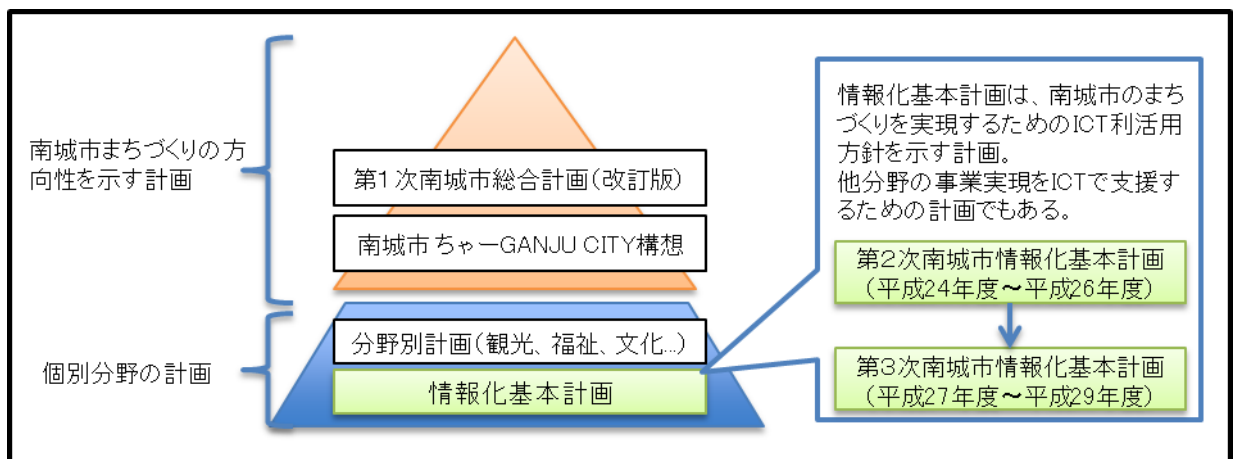 南城市まちづくりの方
向性を示す計画
第1次南城市総合計画(改訂版)
南城市 ちゃーGANJU CITY構想
個別分野の計画
分野別計画(観光、福祉、文化…)
情報化基本計画
情報化基本計画は、南城市のまち
づくりを実現するためのICT利活用
方針を示す計画。
他分野の事業実現をICTで支援す
るための計画でもある。
第2次南城市情報化基本計画
(平成24年度～平成26年度)
第3次南城市情報化基本計画
(平成27年度～平成29年度)